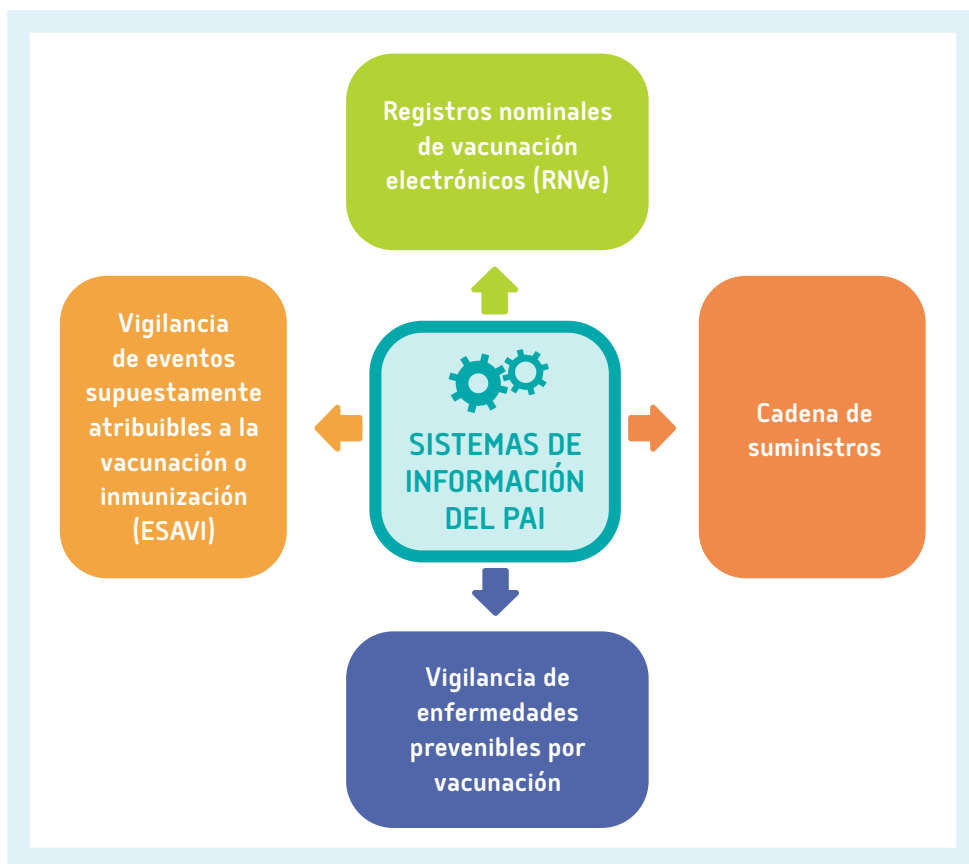 Registros nominales
de vacunación
electrónicos (RNVe)
Vigilancia
de eventos
supuestamente
atribuibles a la
vacunación o
inmunización
(ESAVI)
SISTEMAS DE
INFORMACIÓN
DEL PAI
Cadena de
suministros
Vigilancia de
enfermedades
prevenibles por
vacunación